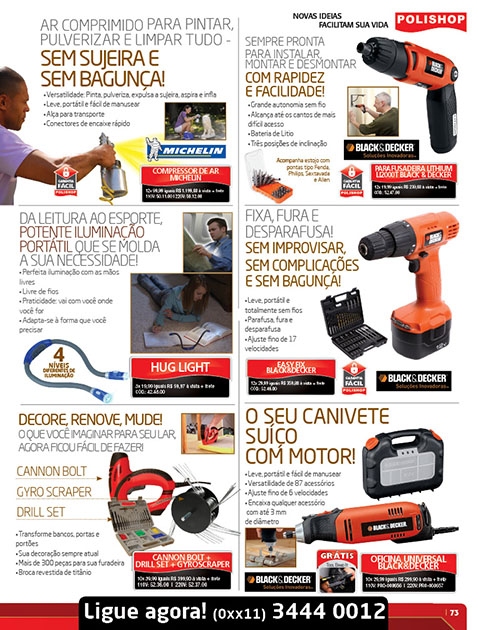 NOVAS IDEIAS
FACILITAM SUA VIDA
POLISHOP
AR COMPRIMIDO PARA PINTAR,
PULVERIZAR E LIMPAR TUDO -
SEM SUJEIRA E
SEM BAGUNÇA!
• Versatilidade: Pinta, pulveriza, expulsa a sujeira, aspira e infla
• Leve, portátil e fácil de manusear
• Alça para transporte
• Conectores de encaixe rápido
MICHELIN
POLISHOP
COMPRESSOR DE AR
MICHELIN
SEMPRE PRONTA
PARA INSTALAR,
MONTAR E DESMONTAR
COM RAPIDEZ
E FACILIDADE!
• Grande autonomia sem fio
• Alcança até os cantos de mais
difícil acesso
• Bateria de Lítio
• Três posições de inclinação
Acompanha estojo com
pontas tipo Fenda,
Philips, Sextavada
e Allen
BLACK&DECKER
Soluções Inovadoras
POLISHOP
PARAFUSADEIRA LITHIUM
LI2000T BLACK & DECKER
DA LEITURA AO ESPORTE,
POTENTE ILUMINAÇÃO
PORTÁTIL QUE SE MOLDA
A SUA NECESSIDADE!
• Perfeita iluminação com as mãos
livres
• Livre de fios
• Praticidade: vai com você onde
você for
• Adapta-se à forma que você
precisar
4
NÍVEIS
DIFERENTES DE
ILUMINAÇÃO
HUG LIGHT
FIXA, FURA E
DESPARAFUSA!
SEM IMPROVISAR,
SEM COMPLICAÇÕES
E SEM BAGUNÇA!
• Leve, portátil e
totalmente sem fios
• Parafusa, fura e
desparafusa
• Ajuste fino de 17
velocidades
EASY FIX
BLACK&DECKER
POLISHOP
BLACK&DECKER
Soluções Inovadoras
DECORE, RENOVE, MUDE!
O QUE VOCÊ IMAGINAR PARA SEU LAR,
AGORA FICOU FÁCIL DE FAZER!
CANNON BOLT
GYRO SCRAPER
DRILL SET
• Transforme bancos, portas e
portões
• Sua decoração sempre atual
• Mais de 300 peças para sua furadeira
• Broca revestida de titânio
CANNON BOLT +
DRILL SET + GYROSCRAPER
O SEU CANIVETE
SUÍÇO
COM MOTOR!
• Leve, portátil e fácil de manusear
• Versatilidade de 87 acessórios
• Ajuste fino de 6 velocidades
• Encaixa qualquer acessório
com até 3 mm
de diâmetro
BLACK&DECKER
BLACK&DECKER
Soluções Inovadoras
GRÁTIS
OFICINA UNIVERSAL
BLACK&DECKER
73
Ligue agora! (0xx11) 3444 0012